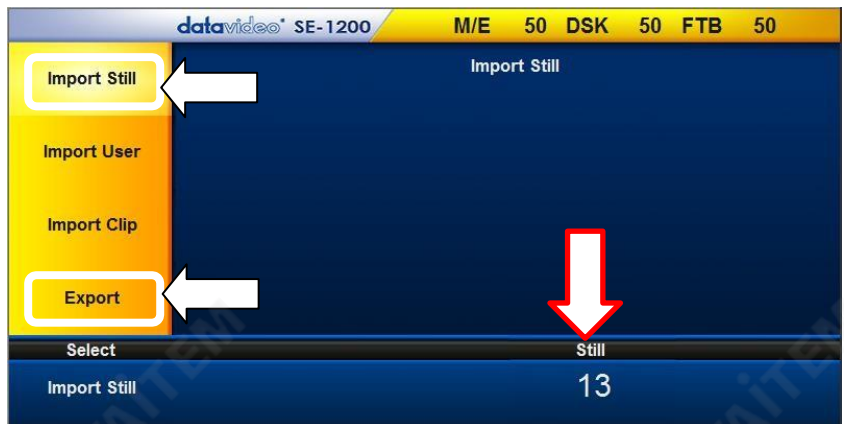 datavideo SE-1200 M/E 50 DSK 50 FTB 50
Import Still
Import Still
Import User
Import Clip
Export
Select Still
Import Still 13